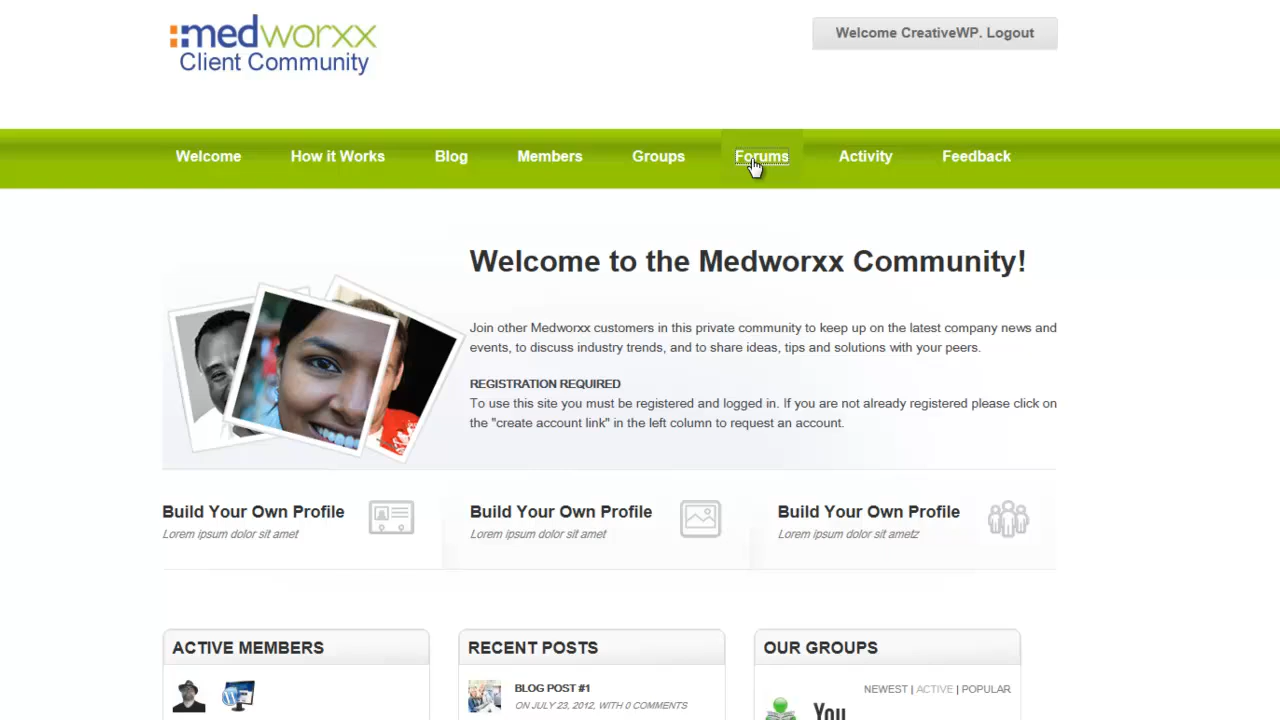 medworxx
Client Community
Welcome CreativeWP. Logout
Welcome How it Works Blog Members Groups Forums Activity Feedback
Welcome to the Medworxx Community!
Join other Medworxx customers in this private community to keep up on the latest company news and
events, to discuss industry trends, and to share ideas, tips and solutions with your peers.
REGISTRATION REQUIRED
To use this site you must be registered and logged in. If you are not already registered please click on
the "create account link" in the left column to request an account.
Build Your Own Profile
Lorem ipsum dolor sit amet
Build Your Own Profile
Lorem ipsum dolor sit amet
Build Your Own Profile
Lorem ipsum dolor sit ametz
ACTIVE MEMBERS
RECENT POSTS
BLOG POST #1
ON JULY 23, 2012, WITH 0 COMMENTS
OUR GROUPS
NEWEST | ACTIVE | POPULAR
You